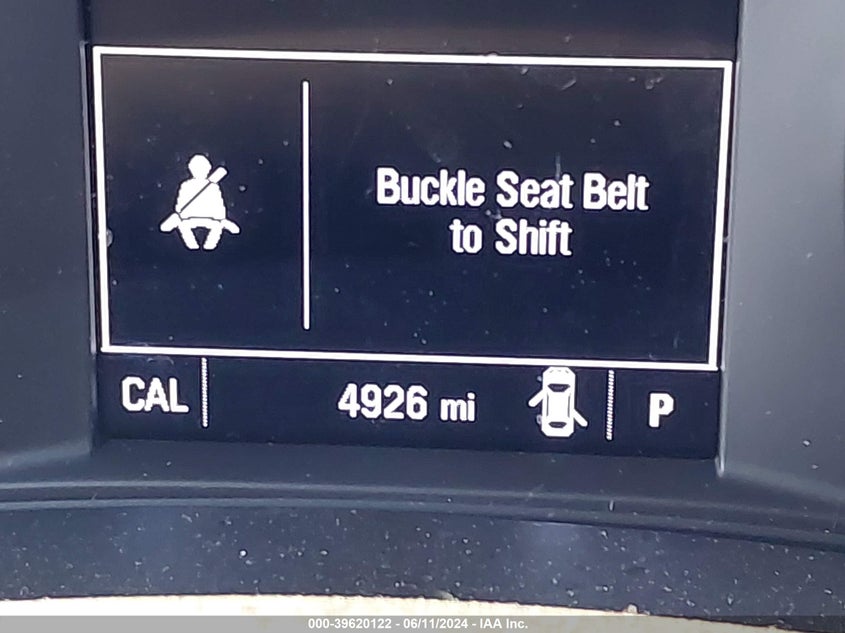 Buckle Seat Belt
to Shift
CAL 4926 mi P
000-39620122 - 06/11/2024 - IAA Inc.